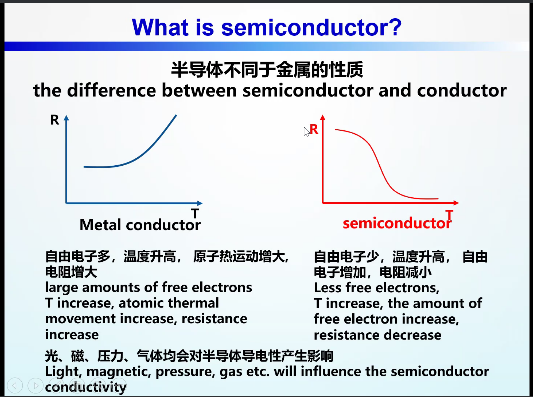 What is semiconductor?
半导体不同于金属的性质
the difference between semiconductor and conductor
R
T
Metal conductor
R
T
semiconductor
自由电子多，温度升高， 原子热运动增大，
电阻增大
large amounts of free electrons
T increase, atomic thermal
movement increase, resistance
increase
自由电子少，温度升高， 自由
电子增加，电阻减小
Less free electrons,
T increase, the amount of
free electron increase,
resistance decrease
光、磁、压力、气体均会对半导体导电性产生影响
Light, magnetic, pressure, gas etc. will influence the semiconductor
conductivity